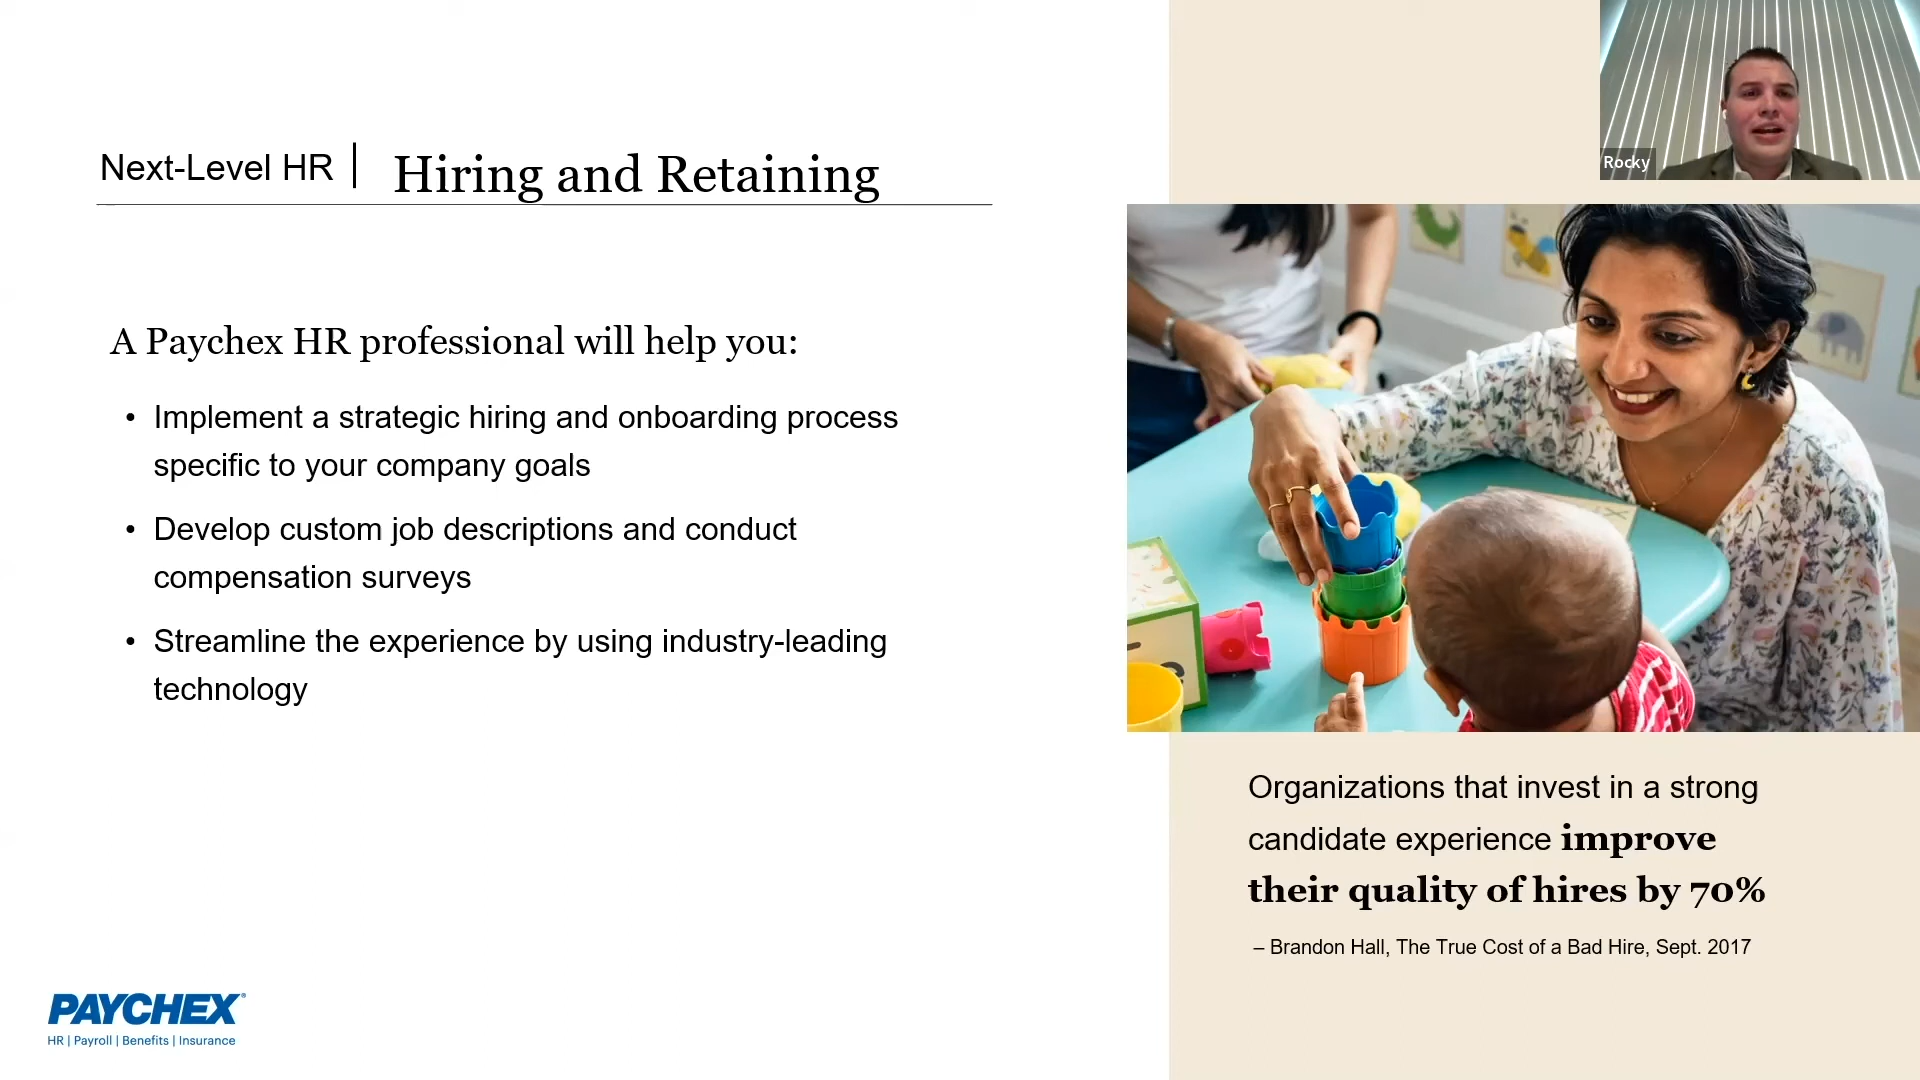 Next-Level HR | Hiring and Retaining
A Paychex HR professional will help you:
• Implement a strategic hiring and onboarding process
specific to your company goals
• Develop custom job descriptions and conduct
compensation surveys
• Streamline the experience by using industry-leading
technology
Rocky
Organizations that invest in a strong
candidate experience improve
their quality of hires by 70%
– Brandon Hall, The True Cost of a Bad Hire, Sept. 2017
PAYCHEX®
HR | Payroll | Benefits | Insurance